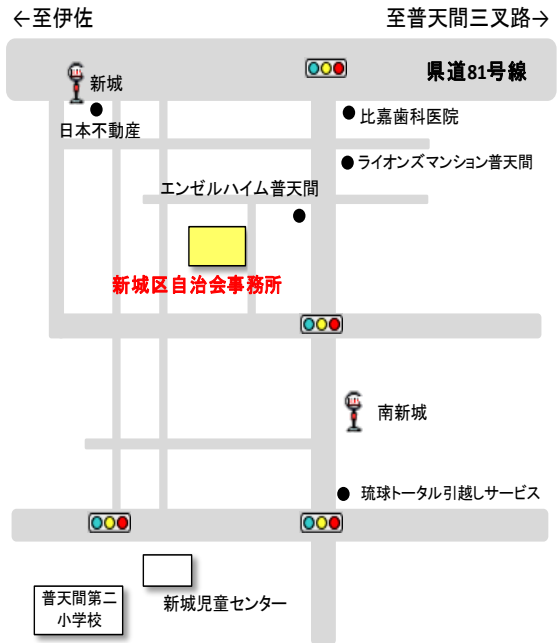 ←至伊佐
至普天間三叉路→
県道81号線
新城
日本不動産
比嘉歯科医院
ライオンズマンション普天間
エンゼルハイム普天間
新城区自治会事務所
南新城
琉球トータル引越しサービス
普天間第二
小学校
新城児童センター